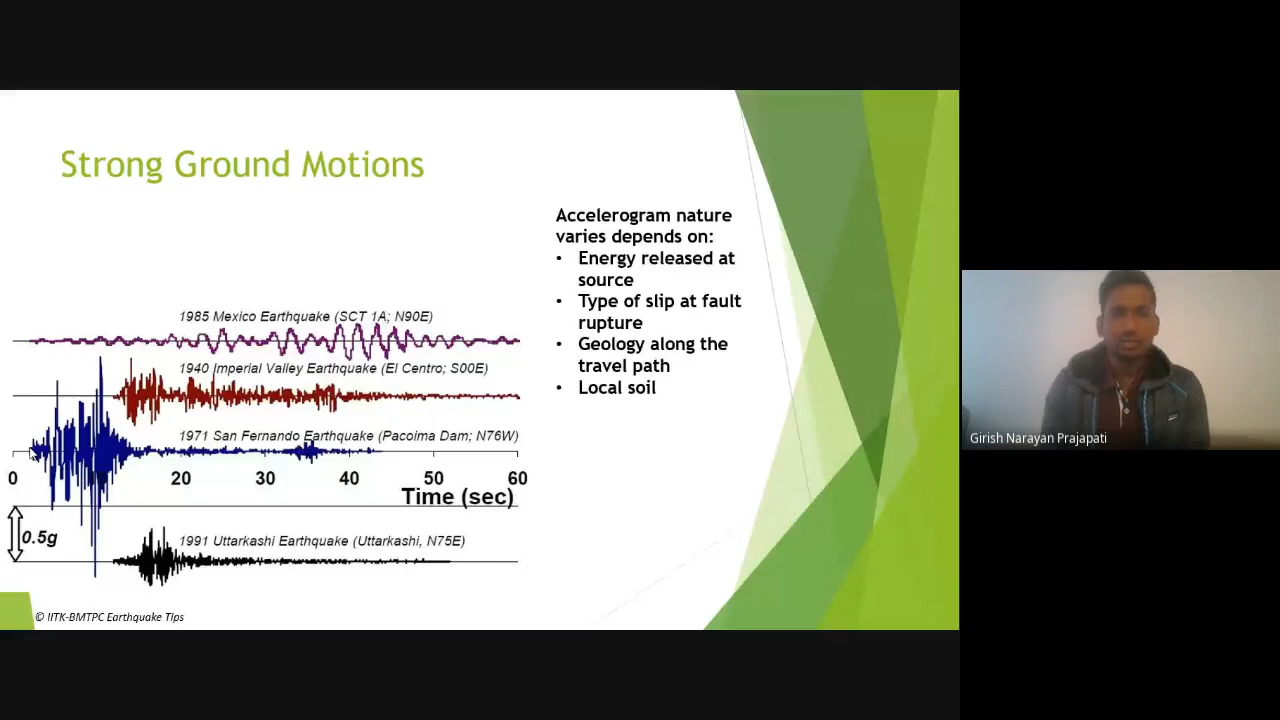 Strong Ground Motions
Accelerogram nature
varies depends on:
• Energy released at
source
• Type of slip at fault
rupture
• Geology along the
travel path
• Local soil
1985 Mexico Earthquake (SCT 1A; N90E)
1940 Imperial Valley Earthquake (El Centro; S00E)
1971 San Fernando Earthquake (Pacoima Dam; N76W)
0 20 30 40 50 60
Time (sec)
0.5g
1991 Uttarkashi Earthquake (Uttarkashi, N75E)
© IITK-BMTPC Earthquake Tips
Girish Narayan Prajapati